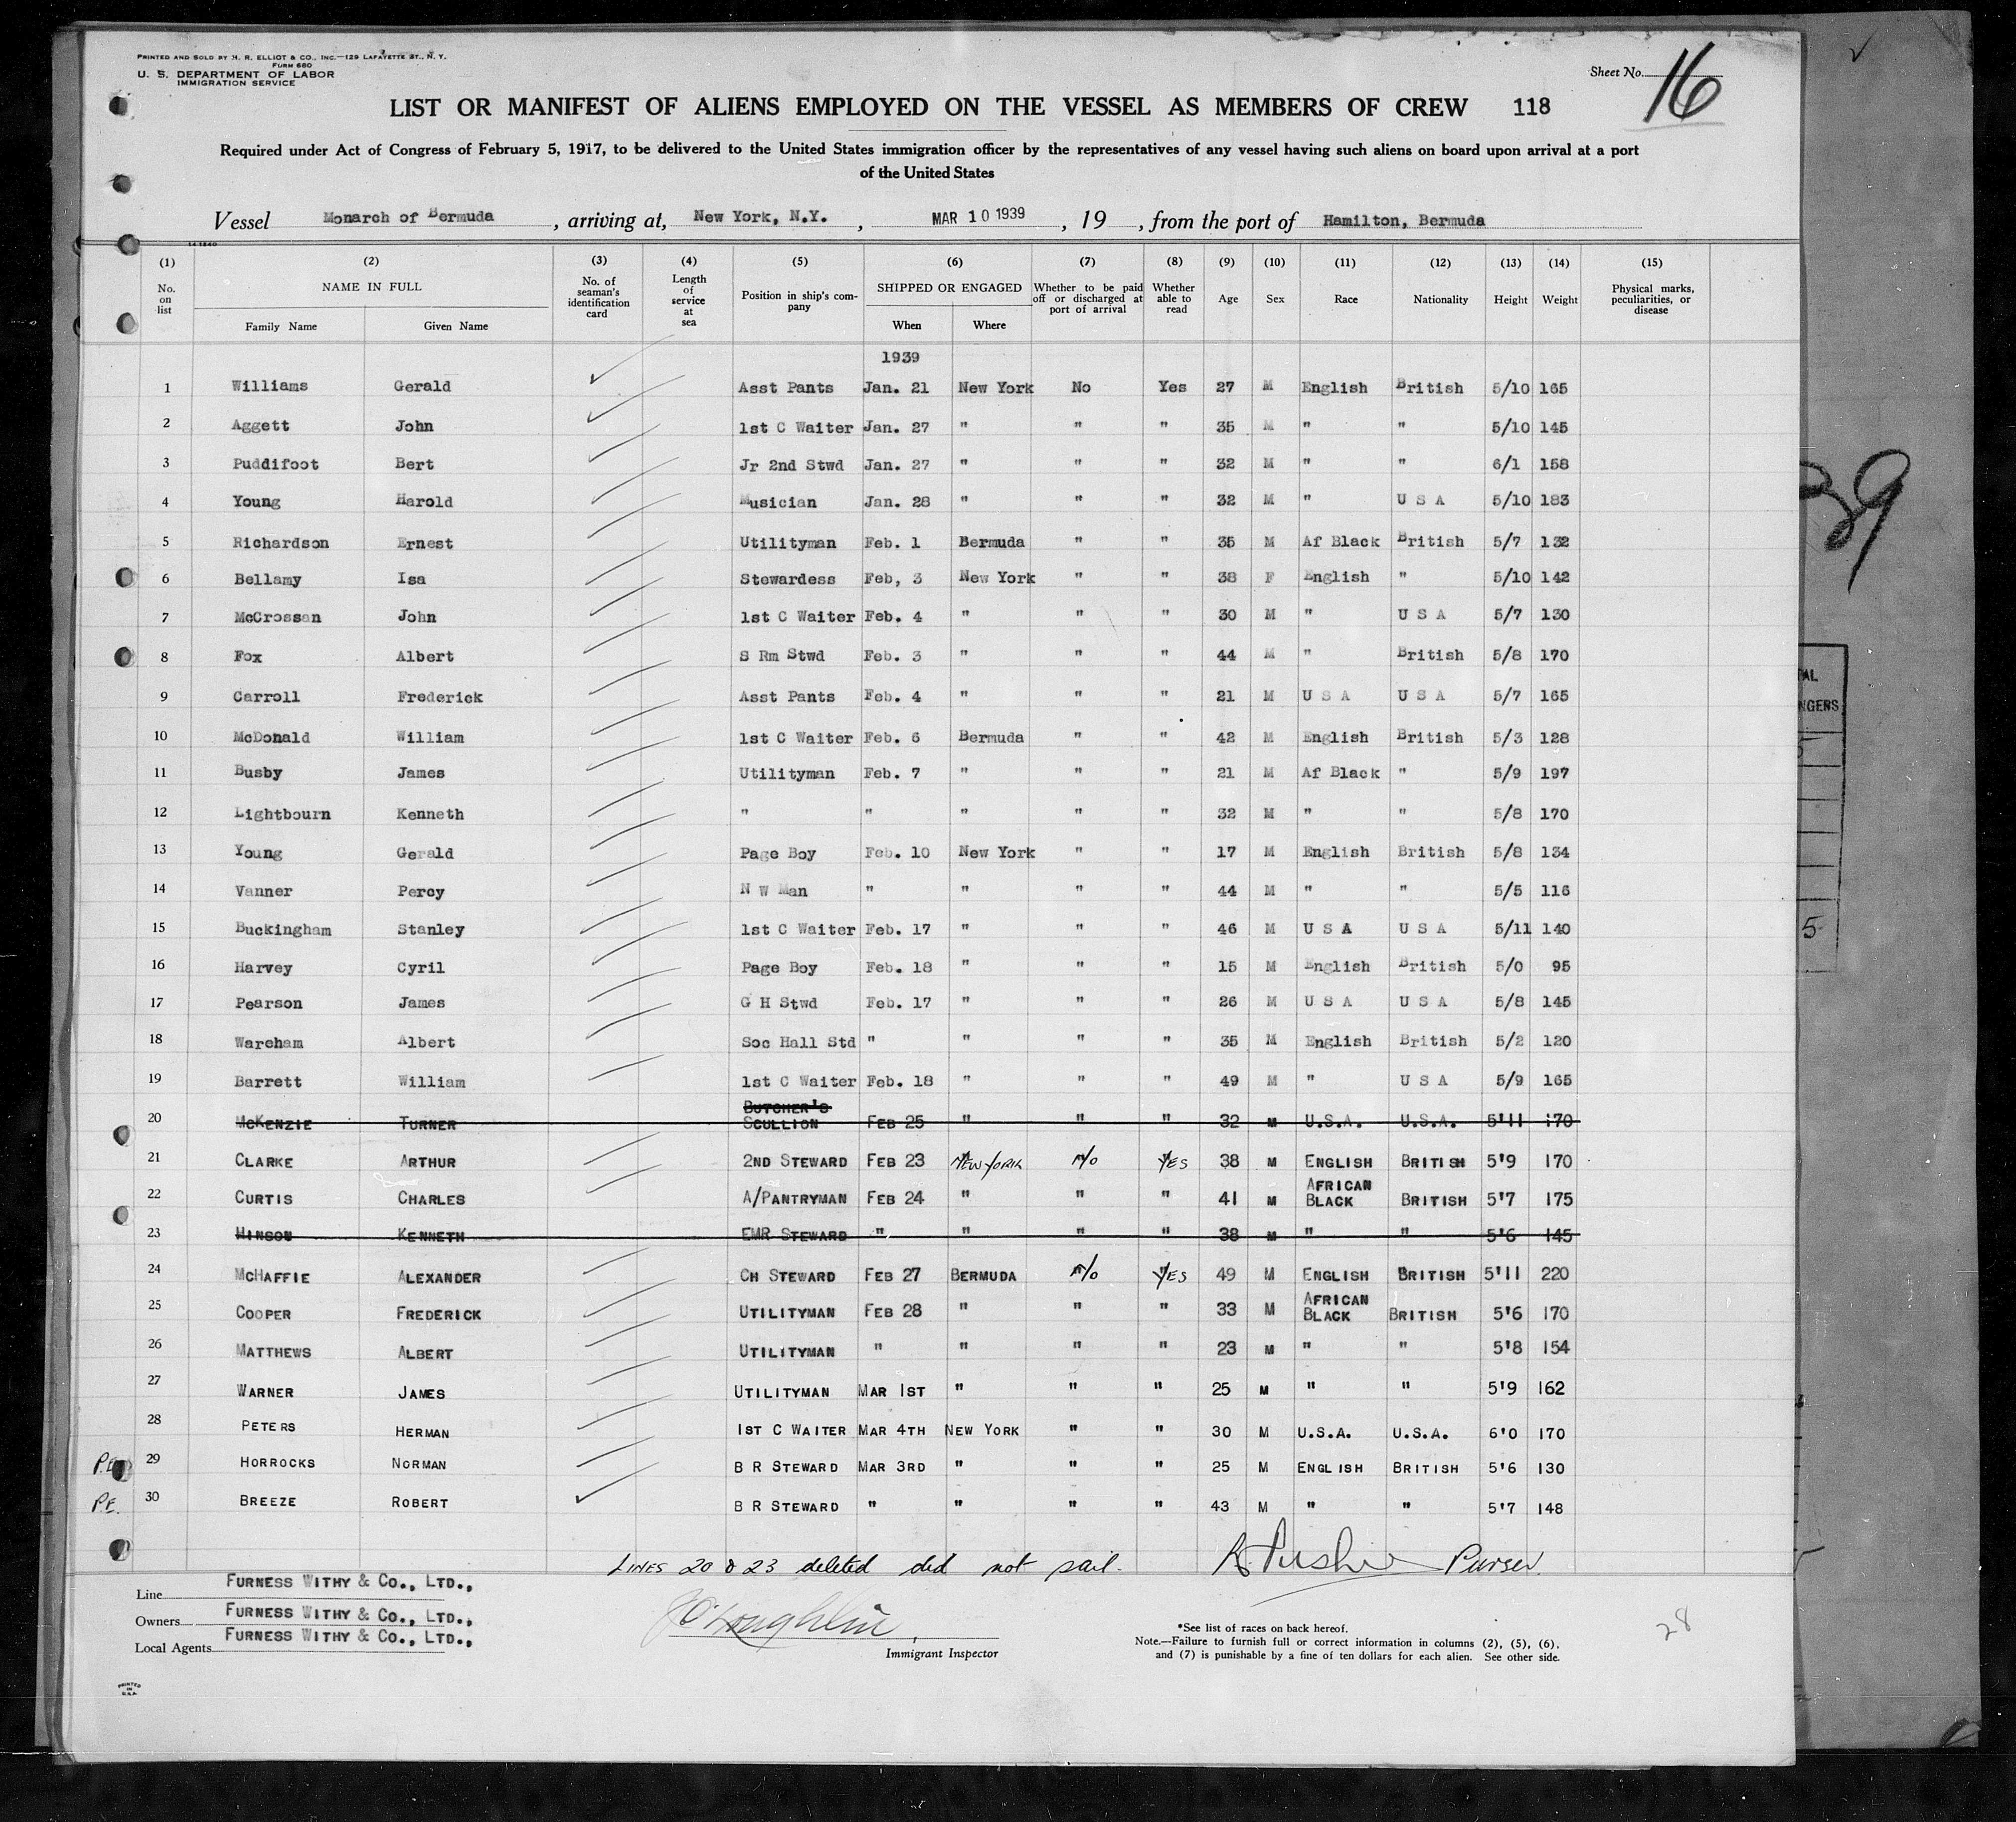 PRINTED AND SOLD BY H. R. ELLIOT & CO., INC.—129 LAFAYETTE ST., N. Y.
FORM 680
U. S. DEPARTMENT OF LABOR
IMMIGRATION SERVICE
Sheet No. 16
LIST OR MANIFEST OF ALIENS EMPLOYED ON THE VESSEL AS MEMBERS OF CREW 118
Required under Act of Congress of February 5, 1917, to be delivered to the United States immigration officer by the representatives of any vessel having such aliens on board upon arrival at a port
of the United States
Vessel Monarch of Bermuda, arriving at, New York, N.Y., MAR 10 1939, 19, from the port of Hamilton, Bermuda
14 1840
(1) (2) (3) (4) (5) (6) (7) (8) (9) (10) (11) (12) (13) (14) (15)
No. on list
NAME IN FULL
Family Name
Given Name
No. of seaman's identification card
Length of service at sea
Position in ship's company
SHIPPED OR ENGAGED
When
Where
Whether to be paid off or discharged at port of arrival
Whether able to read
Age
Sex
Race
Nationality
Height
Weight
Physical marks, peculiarities, or disease
1939
1 Williams Gerald Asst Pants Jan. 21 New York No Yes 27 M English British 5/10 165
2 Aggett John 1st C Waiter Jan. 27 " " " 35 M " " 5/10 145
3 Puddifoot Bert Jr 2nd Stwd Jan. 27 " " " 32 M " " 6/1 158
4 Young Harold Musician Jan. 28 " " " 32 M " U S A 5/10 183
5 Richardson Ernest Utilityman Feb. 1 Bermuda " " 35 M Af Black British 5/7 132
6 Bellamy Isa Stewardess Feb, 3 New York " " 38 F English " 5/10 142
7 McCrossan John 1st C Waiter Feb. 4 " " " 30 M " U S A 5/7 130
8 Fox Albert S Rm Stwd Feb. 3 " " " 44 M " British 5/8 170
9 Carroll Frederick Asst Pants Feb. 4 " " " 21 M U S A U S A 5/7 165
10 McDonald William 1st C Waiter Feb. 6 Bermuda " " 42 M English British 5/3 128
11 Busby James Utilityman Feb. 7 " " " 21 M Af Black " 5/9 197
12 Lightbourn Kenneth " " " " " 32 M " " 5/8 170
13 Young Gerald Page Boy Feb. 10 New York " " 17 M English British 5/8 134
14 Vanner Percy N W Man " " " " 44 M " " 5/5 116
15 Buckingham Stanley 1st C Waiter Feb. 17 " " " 46 M U S A U S A 5/11 140
16 Harvey Cyril Page Boy Feb. 18 " " " 15 M English British 5/0 95
17 Pearson James G H Stwd Feb. 17 " " " 26 M U S A U S A 5/8 145
18 Wareham Albert Soc Hall Std " " " " 35 M English British 5/2 120
19 Barrett William 1st C Waiter Feb. 18 " " " 49 M " U S A 5/9 165
BUTCHER'S
20 MCKENZIE TURNER SCULLION FEB 25 " " " 32 M U.S.A. U.S.A. 5'11 170
21 CLARKE ARTHUR 2ND STEWARD FEB 23 NEW YORK No YES 38 M ENGLISH BRITISH 5'9 170
22 CURTIS CHARLES A/PANTRYMAN FEB 24 " " " 41 M AFRICAN BLACK BRITISH 5'7 175
23 HINSON KENNETH EMR STEWARD " " " " 38 M " " 5'6 145
24 MCHAFFIE ALEXANDER CH STEWARD FEB 27 BERMUDA No YES 49 M ENGLISH BRITISH 5'11 220
25 COOPER FREDERICK UTILITYMAN FEB 28 " " " 33 M AFRICAN BLACK BRITISH 5'6 170
26 MATTHEWS ALBERT UTILITYMAN " " " " 23 M " " 5'8 154
27 WARNER JAMES UTILITYMAN MAR 1ST " " " 25 M " " 5'9 162
28 PETERS HERMAN 1ST C WAITER MAR 4TH NEW YORK " " 30 M U.S.A. U.S.A. 6'0 170
P.E. 29 HORROCKS NORMAN B R STEWARD MAR 3RD " " " 25 M ENGLISH BRITISH 5'6 130
P.E. 30 BREEZE ROBERT B R STEWARD " " " " 43 M " " 5'7 148
LINES 20 & 23 deleted did not sail. Purser.
Line FURNESS WITHY & CO., LTD.,
Owners FURNESS WITHY & CO., LTD.,
Local Agents FURNESS WITHY & CO., LTD.,
O'Loughlin
Immigrant Inspector
*See list of races on back hereof.
Note.—Failure to furnish full or correct information in columns (2), (5), (6),
and (7) is punishable by a fine of ten dollars for each alien. See other side.
28
PRINTED
IN
U.S.A.
39
5